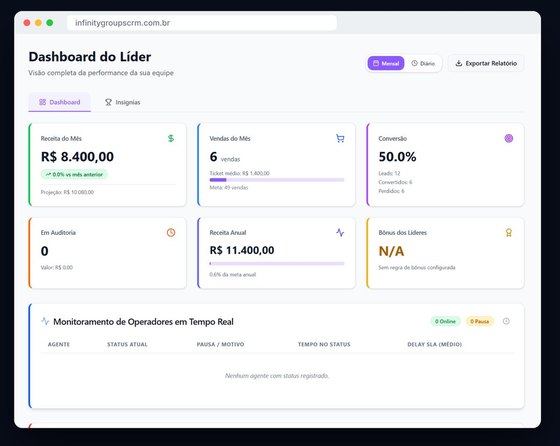 infinitygroupscrm.com.br
Dashboard do Líder
Visão completa da performance da sua equipe
Mensal
Diário
Exportar Relatório
Dashboard
Insígnias
Receita do Mês
R$ 8.400,00
0.0% vs mês anterior
Projeção: R$ 10.080,00
Vendas do Mês
6 vendas
Ticket médio: R$ 1.400,00
Meta: 49 vendas
Conversão
50.0%
Leads: 12
Convertidos: 6
Perdidos: 6
Em Auditoria
0
Valor: R$ 0,00
Receita Anual
R$ 11.400,00
0.6% da meta anual
Bônus dos Líderes
N/A
Sem regra de bônus configurada
Monitoramento de Operadores em Tempo Real
0 Online
0 Pausa
AGENTE STATUS ATUAL PAUSA / MOTIVO TEMPO NO STATUS DELAY SLA (MÉDIO)
Nenhum agente com status registrado.